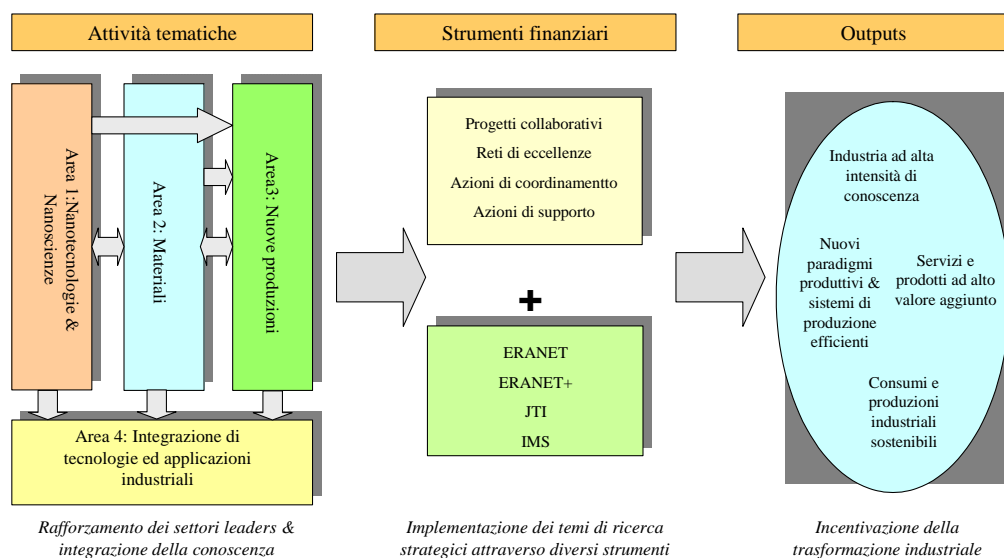 Attività tematiche
Strumenti finanziari
Outputs
Area 1:Nanotecnologie &
Nanoscienze
Area 2: Materiali
Area3: Nuove produzioni
Area 4: Integrazione di
tecnologie ed applicazioni
industriali
Progetti collaborativi
Reti di eccellenze
Azioni di coordinamentto
Azioni di supporto
+
ERANET
ERANET+
JTI
IMS
Industria ad alta
intensità di
conoscenza
Nuovi
paradigmi
produttivi &
sistemi di
produzione
efficienti
Servizi e
prodotti ad alto
valore aggiunto
Consumi e
produzioni
industriali
sostenibili
Rafforzamento dei settori leaders &
integrazione della conoscenza
Implementazione dei temi di ricerca
strategici attraverso diversi strumenti
Incentivazione della
trasformazione industriale